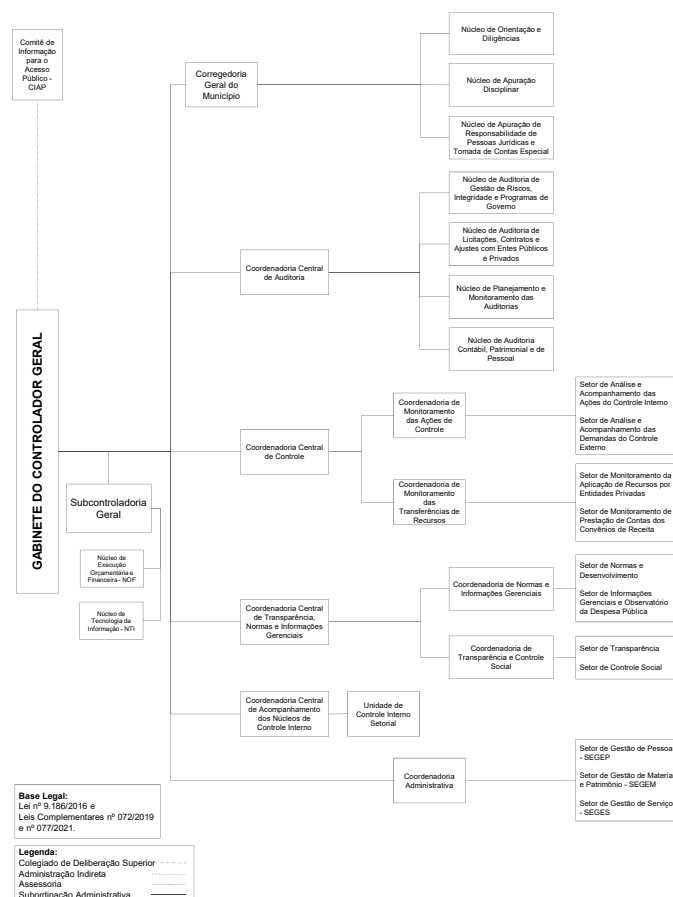 Comitê de
Informação
para o
Acesso
Público -
CIAP
Corregedoria
Geral do
Município
Núcleo de Orientação e
Diligências
Núcleo de Apuração
Disciplinar
Núcleo de Apuração de
Responsabilidade de
Pessoas Jurídicas e
Tomada de Contas Especial
Coordenadoria Central
de Auditoria
Núcleo de Auditoria de
Gestão de Riscos,
Integridade e Programas de
Governo
Núcleo de Auditoria de
Licitações, Contratos e
Ajustes com Entes Públicos
e Privados
Núcleo de Planejamento e
Monitoramento das
Auditorias
Núcleo de Auditoria
Contábil, Patrimonial e de
Pessoal
GABINETE DO CONTROLADOR GERAL
Subcontroladoria
Geral
Núcleo de
Execução
Orçamentária e
Financeira - NOF
Núcleo de
Tecnologia da
Informação - NTI
Coordenadoria Central
de Controle
Coordenadoria de
Monitoramento
das Ações de
Controle
Setor de Análise e
Acompanhamento das
Ações do Controle Interno
Setor de Análise e
Acompanhamento das
Demandas do Controle
Externo
Coordenadoria de
Monitoramento
das
Transferências de
Recursos
Setor de Monitoramento da
Aplicação de Recursos por
Entidades Privadas
Setor de Monitoramento de
Prestação de Contas dos
Convênios de Receita
Coordenadoria Central
de Transparência,
Normas e Informações
Gerenciais
Coordenadoria de Normas e
Informações Gerenciais
Setor de Normas e
Desenvolvimento
Setor de Informações
Gerenciais e Observatório
da Despesa Pública
Coordenadoria de
Transparência e Controle
Social
Setor de Transparência
Setor de Controle Social
Coordenadoria Central
de Acompanhamento
dos Núcleos de
Controle Interno
Unidade de
Controle Interno
Setorial
Coordenadoria
Administrativa
Setor de Gestão de Pessoa
- SEGEP
Setor de Gestão de Materia
e Patrimônio - SEGEM
Setor de Gestão de Serviço
- SEGES
Base Legal:
Lei nº 9.186/2016 e
Leis Complementares nº 072/2019
e nº 077/2021.
Legenda:
Colegiado de Deliberação Superior
Administração Indireta
Assessoria
Subordinação Administrativa